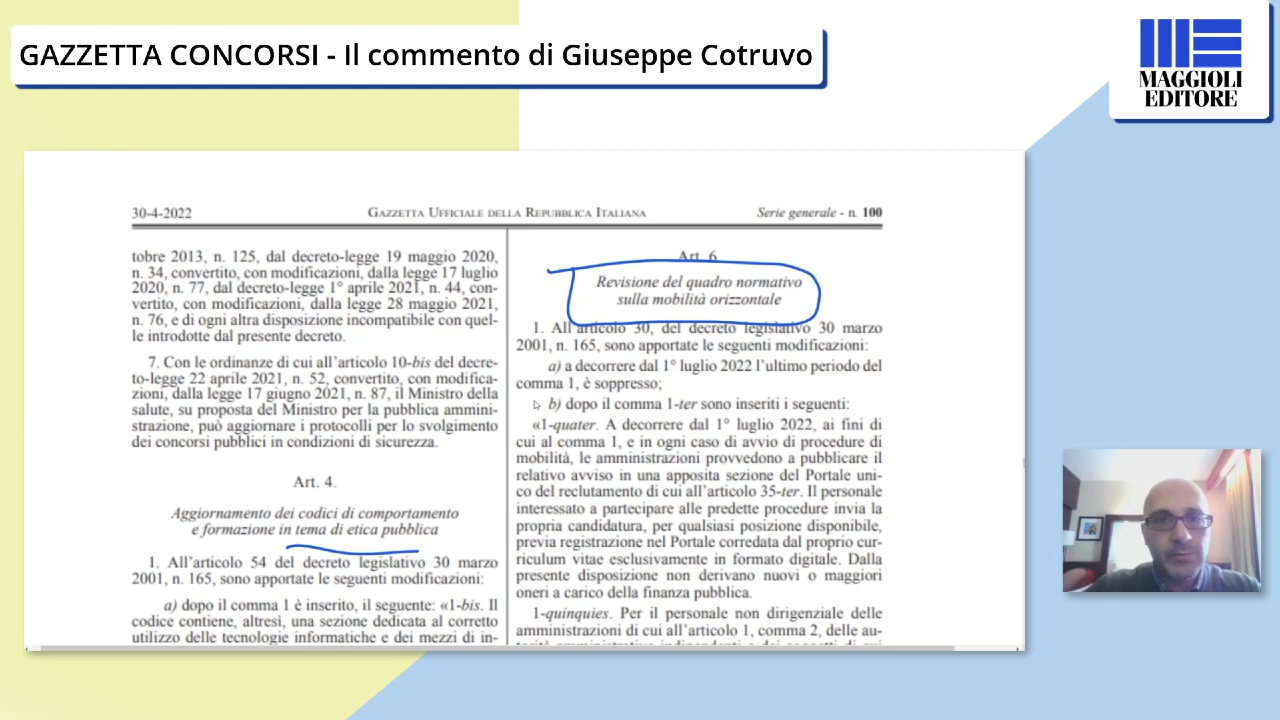 GAZZETTA CONCORSI - Il commento di Giuseppe Cotruvo
MAGGIOLI
EDITORE
30-4-2022
GAZZETTA UFFICIALE DELLA REPUBBLICA ITALIANA
Serie generale - n. 100
tobre 2013, n. 125, dal decreto-legge 19 maggio 2020,
n. 34, convertito, con modificazioni, dalla legge 17 luglio
2020, n. 77, dal decreto-legge 1° aprile 2021, n. 44, con-
vertito, con modificazioni, dalla legge 28 maggio 2021,
n. 76, e di ogni altra disposizione incompatibile con quel-
le introdotte dal presente decreto.
7. Con le ordinanze di cui all'articolo 10-bis del decre-
to-legge 22 aprile 2021, n. 52, convertito, con modifica-
zioni, dalla legge 17 giugno 2021, n. 87, il Ministro della
salute, su proposta del Ministro per la pubblica ammini-
strazione, può aggiornare i protocolli per lo svolgimento
dei concorsi pubblici in condizioni di sicurezza.
Art. 4.
Aggiornamento dei codici di comportamento
e formazione in tema di etica pubblica
1. All'articolo 54 del decreto legislativo 30 marzo
2001, n. 165, sono apportate le seguenti modificazioni:
a) dopo il comma 1 è inserito, il seguente: «1-bis. Il
codice contiene, altresì, una sezione dedicata al corretto
utilizzo delle tecnologie informatiche e dei mezzi di in-
Art. 6
Revisione del quadro normativo
sulla mobilità orizzontale
1. All'articolo 30, del decreto legislativo 30 marzo
2001, n. 165, sono apportate le seguenti modificazioni:
a) a decorrere dal 1° luglio 2022 l'ultimo periodo del
comma 1, è soppresso;
b) dopo il comma 1-ter sono inseriti i seguenti:
«1-quater. A decorrere dal 1° luglio 2022, ai fini di
cui al comma 1, e in ogni caso di avvio di procedure di
mobilità, le amministrazioni provvedono a pubblicare il
relativo avviso in una apposita sezione del Portale uni-
co del reclutamento di cui all'articolo 35-ter. Il personale
interessato a partecipare alle predette procedure invia la
propria candidatura, per qualsiasi posizione disponibile,
previa registrazione nel Portale corredata dal proprio cur-
riculum vitae esclusivamente in formato digitale. Dalla
presente disposizione non derivano nuovi o maggiori
oneri a carico della finanza pubblica.
1-quinquies. Per il personale non dirigenziale delle
amministrazioni di cui all'articolo 1, comma 2, delle au-